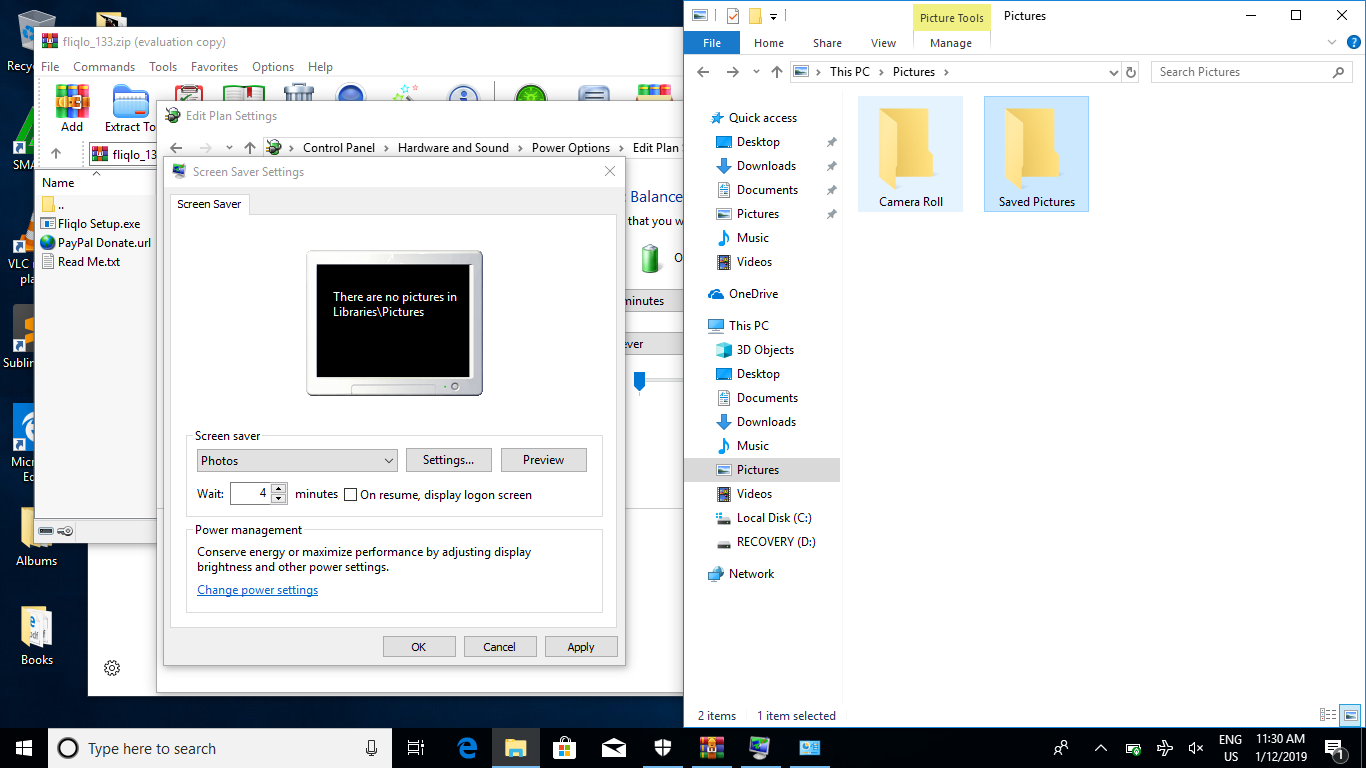 Recy
SMA
VLC
pla
Sublin
Micr
Ed
Albums
Books
fliqlo_133.zip (evaluation copy)
File Commands Tools Favorites Options Help
Add Extract To
fliqlo_13
Name
..
Fliqlo Setup.exe
PayPal Donate.url
Read Me.txt
Edit Plan Settings
Control Panel Hardware and Sound Power Options Edit Plan
Balance
that you w
O
minutes
ever
Screen Saver Settings
Screen Saver
There are no pictures in
Libraries\Pictures
Screen saver
Photos Settings... Preview
Wait: 4 minutes On resume, display logon screen
Power management
Conserve energy or maximize performance by adjusting display
brightness and other power settings.
Change power settings
OK Cancel Apply
Picture Tools Pictures
File Home Share View Manage
This PC Pictures Search Pictures
Quick access
Desktop
Downloads
Documents
Pictures
Music
Videos
OneDrive
This PC
3D Objects
Desktop
Documents
Downloads
Music
Pictures
Videos
Local Disk (C:)
RECOVERY (D:)
Network
Camera Roll Saved Pictures
2 items 1 item selected
Type here to search
ENG 11:30 AM
US 1/12/2019
1